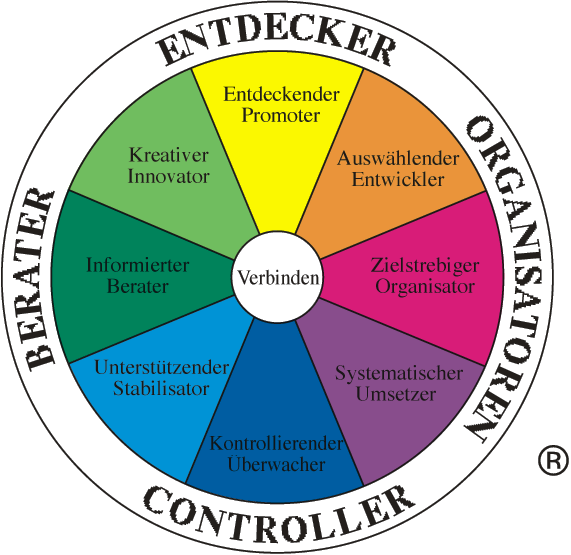 ENTDECKER
Entdeckender
Promoter
Kreativer
Innovator
Auswählender
Entwickler
ORGANISATOREN
BERATER
Informierter
Berater
Verbinden
Zielstrebiger
Organisator
Unterstützender
Stabilisator
Systematischer
Umsetzer
Kontrollierender
Überwacher
CONTROLLER
®